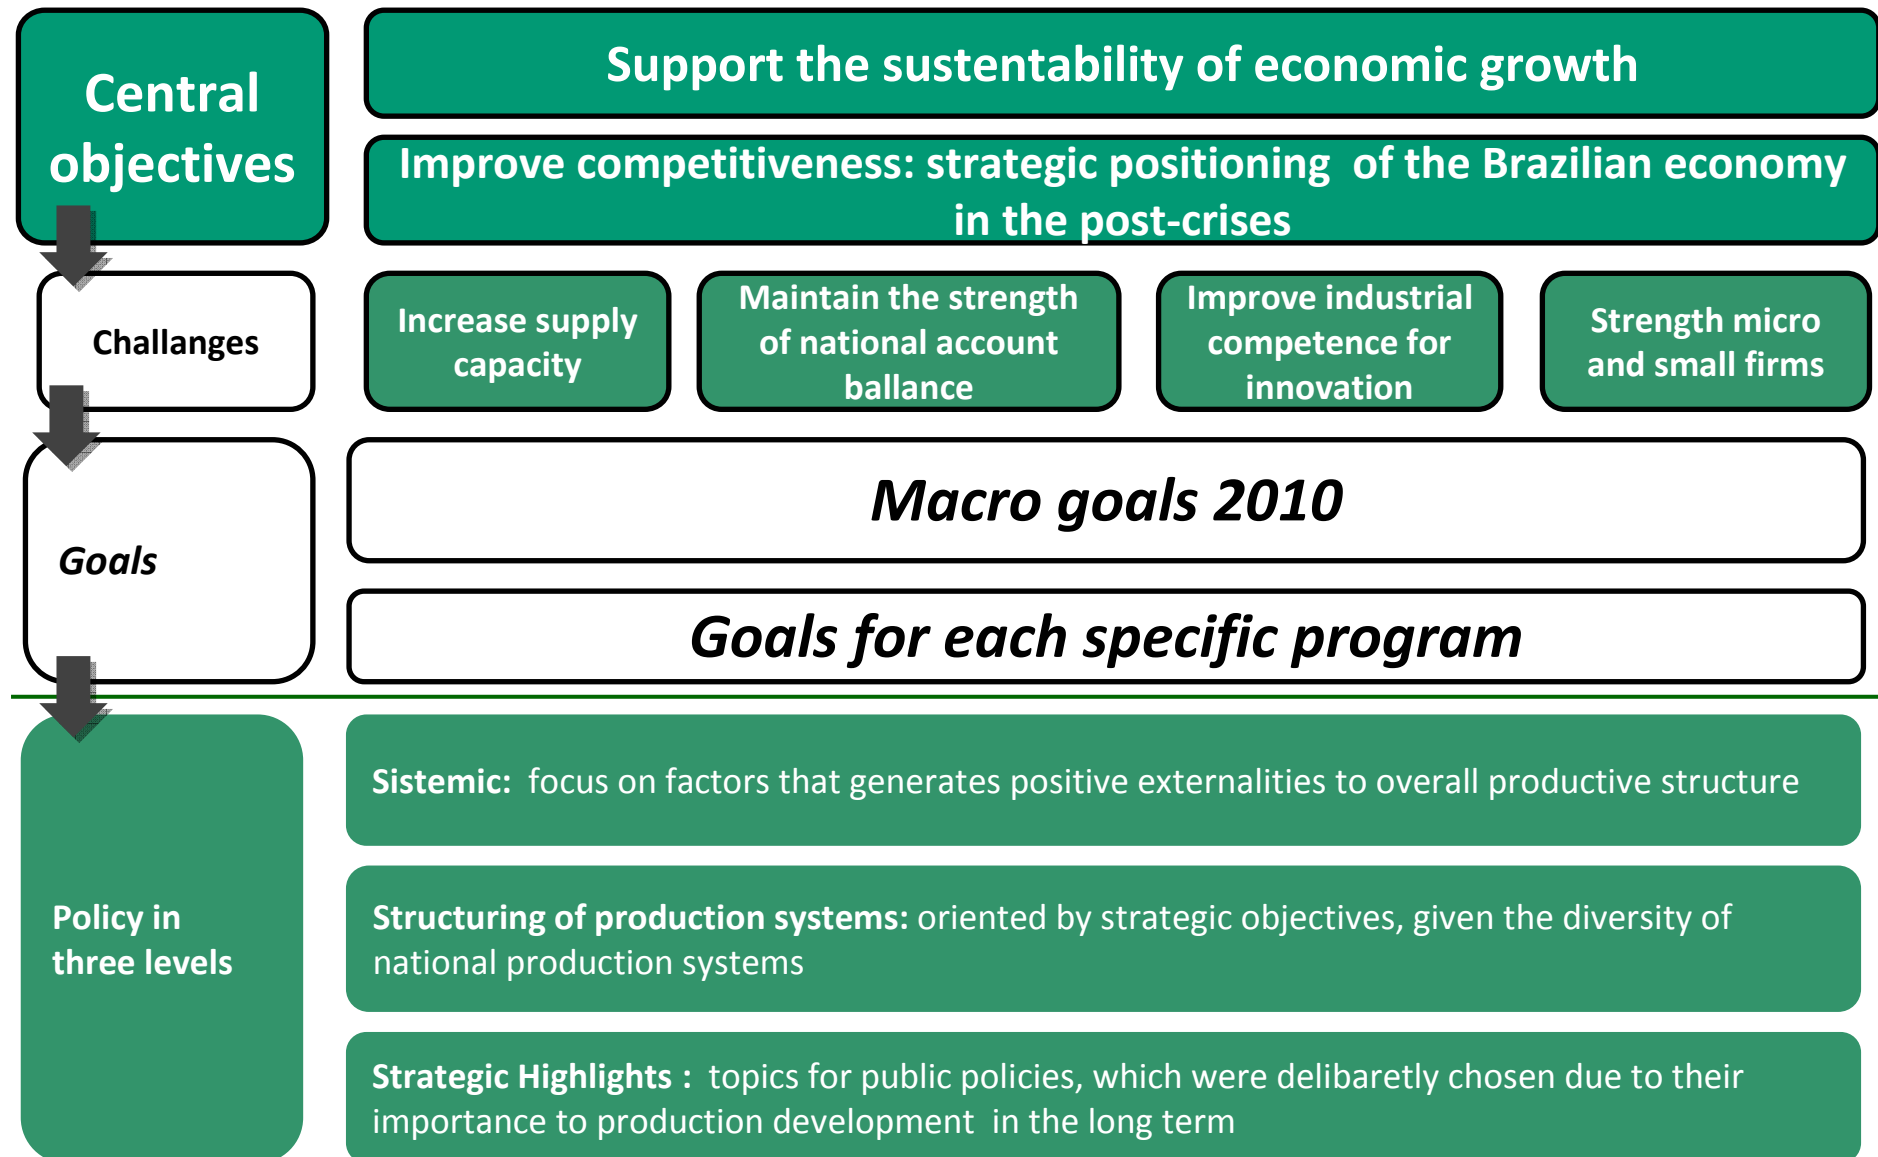 Central
objectives
Support the sustentability of economic growth
Improve competitiveness: strategic positioning of the Brazilian economy
in the post-crises
Challanges
Increase supply
capacity
Maintain the strength
of national account
ballance
Improve industrial
competence for
innovation
Strength micro
and small firms
Goals
Macro goals 2010
Goals for each specific program
Policy in
three levels
Sistemic: focus on factors that generates positive externalities to overall productive structure
Structuring of production systems: oriented by strategic objectives, given the diversity of
national production systems
Strategic Highlights : topics for public policies, which were delibaretly chosen due to their
importance to production development in the long term